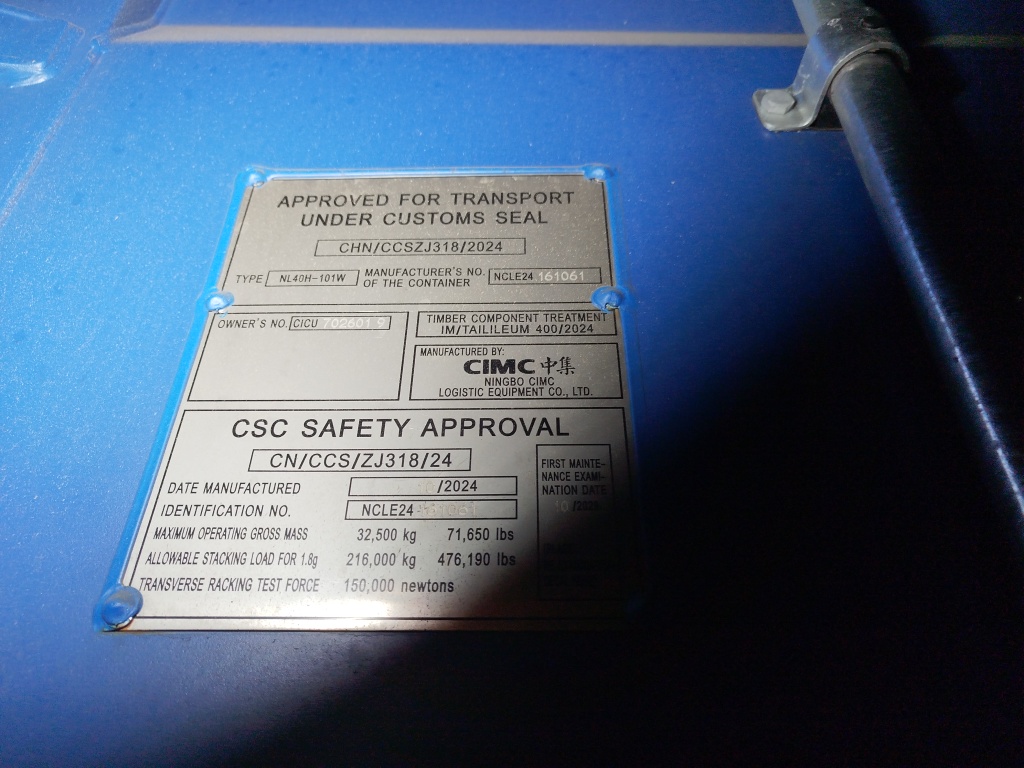 APPROVED FOR TRANSPORT
UNDER CUSTOMS SEAL
CHN/CCSZJ318/2024
TYPE NL40H-101W MANUFACTURER'S NO. OF THE CONTAINER NCLE24 161061
OWNER'S NO. CICU 702601 9
TIMBER COMPONENT TREATMENT
IM/TAILILEUM 400/2024
MANUFACTURED BY:
CIMC 中集
NINGBO CIMC
LOGISTIC EQUIPMENT CO., LTD.
CSC SAFETY APPROVAL
CN/CCS/ZJ318/24
DATE MANUFACTURED /2024
IDENTIFICATION NO. NCLE24 161061
MAXIMUM OPERATING GROSS MASS 32,500 kg 71,650 lbs
ALLOWABLE STACKING LOAD FOR 1.8g 216,000 kg 476,190 lbs
TRANSVERSE RACKING TEST FORCE 150,000 newtons
FIRST MAINTE-
NANCE EXAMI-
NATION DATE